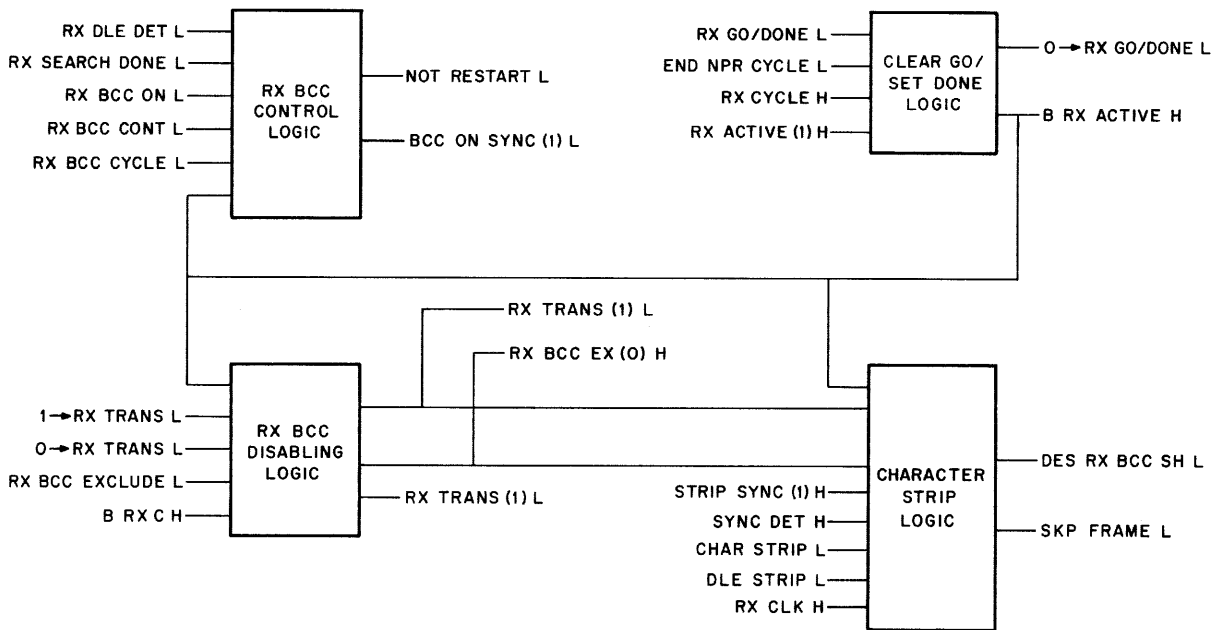 RX DLE DET L
RX SEARCH DONE L
RX BCC ON L
RX BCC CONT L
RX BCC CYCLE L
RX BCC
CONTROL
LOGIC
NOT RESTART L
BCC ON SYNC (1) L
RX GO/DONE L
END NPR CYCLE L
RX CYCLE H
RX ACTIVE (1) H
CLEAR GO/
SET DONE
LOGIC
O→RX GO/DONE L
B RX ACTIVE H
RX TRANS (1) L
RX BCC EX (0) H
1→RX TRANS L
O→RX TRANS L
RX BCC EXCLUDE L
B RX C H
RX BCC
DISABLING
LOGIC
RX TRANS (1) L
STRIP SYNC (1) H
SYNC DET H
CHAR STRIP L
DLE STRIP L
RX CLK H
CHARACTER
STRIP
LOGIC
DES RX BCC SH L
SKP FRAME L